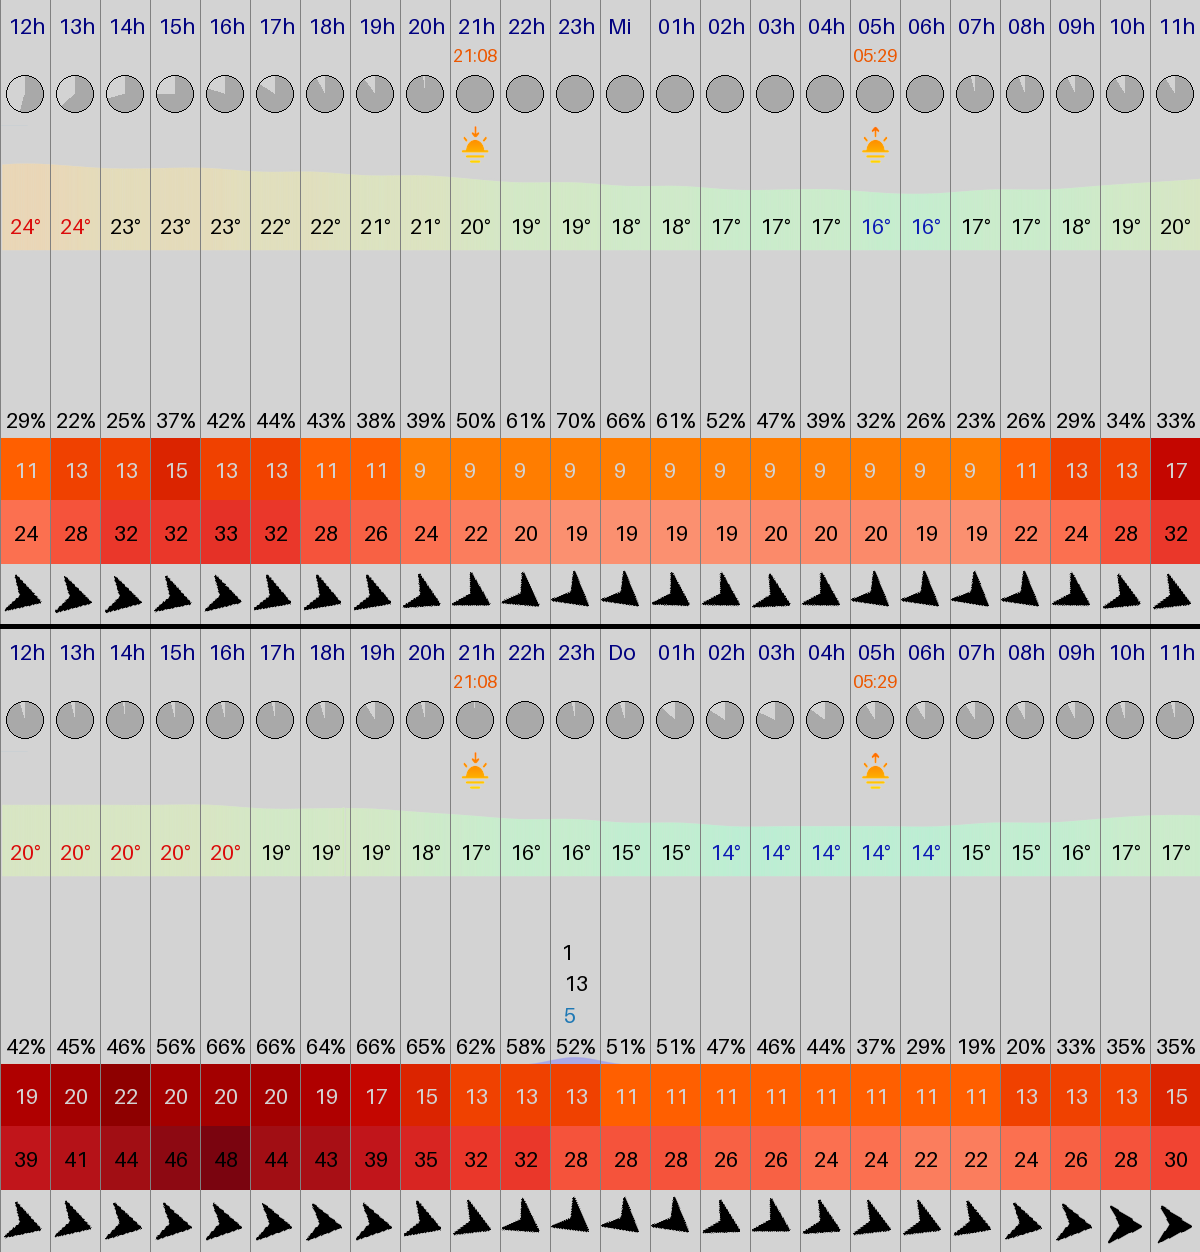 12h 13h 14h 15h 16h 17h 18h 19h 20h 21h 22h 23h Mi 01h 02h 03h 04h 05h 06h 07h 08h 09h 10h 11h
21:08 05:29
24° 24° 23° 23° 23° 22° 22° 21° 21° 20° 19° 19° 18° 18° 17° 17° 17° 16° 16° 17° 17° 18° 19° 20°
29% 22% 25% 37% 42% 44% 43% 38% 39% 50% 61% 70% 66% 61% 52% 47% 39% 32% 26% 23% 26% 29% 34% 33%
11 13 13 15 13 13 11 11 9 9 9 9 9 9 9 9 9 9 9 9 11 13 13 17
24 28 32 32 33 32 28 26 24 22 20 19 19 19 19 20 20 20 19 19 22 24 28 32
12h 13h 14h 15h 16h 17h 18h 19h 20h 21h 22h 23h Do 01h 02h 03h 04h 05h 06h 07h 08h 09h 10h 11h
21:08 05:29
20° 20° 20° 20° 20° 19° 19° 19° 18° 17° 16° 16° 15° 15° 14° 14° 14° 14° 14° 15° 15° 16° 17° 17°
1
13
5
42% 45% 46% 56% 66% 66% 64% 66% 65% 62% 58% 52% 51% 51% 47% 46% 44% 37% 29% 19% 20% 33% 35% 35%
19 20 22 20 20 20 19 17 15 13 13 13 11 11 11 11 11 11 11 11 13 13 13 15
39 41 44 46 48 44 43 39 35 32 32 28 28 28 26 26 24 24 22 22 24 26 28 30